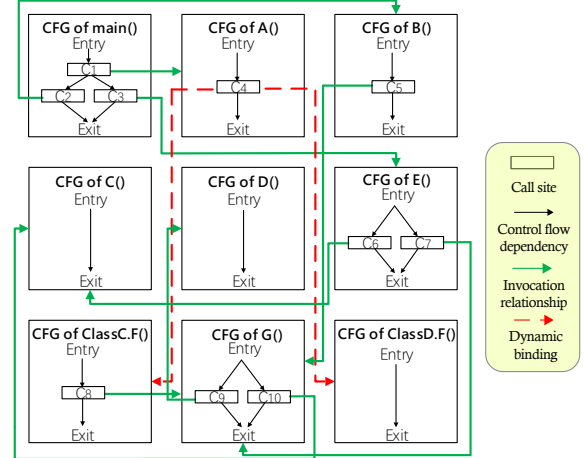 CFG of main()
Entry
C1
C2
C3
Exit
CFG of A()
Entry
C4
Exit
CFG of B()
Entry
C5
Exit
CFG of C()
Entry
Exit
CFG of D()
Entry
Exit
CFG of E()
Entry
C6
C7
Exit
CFG of ClassC.F()
Entry
C8
Exit
CFG of G()
Entry
C9
C10
Exit
CFG of ClassD.F()
Entry
Exit
Call site
Control flow
dependency
Invocation
relationship
Dynamic
binding